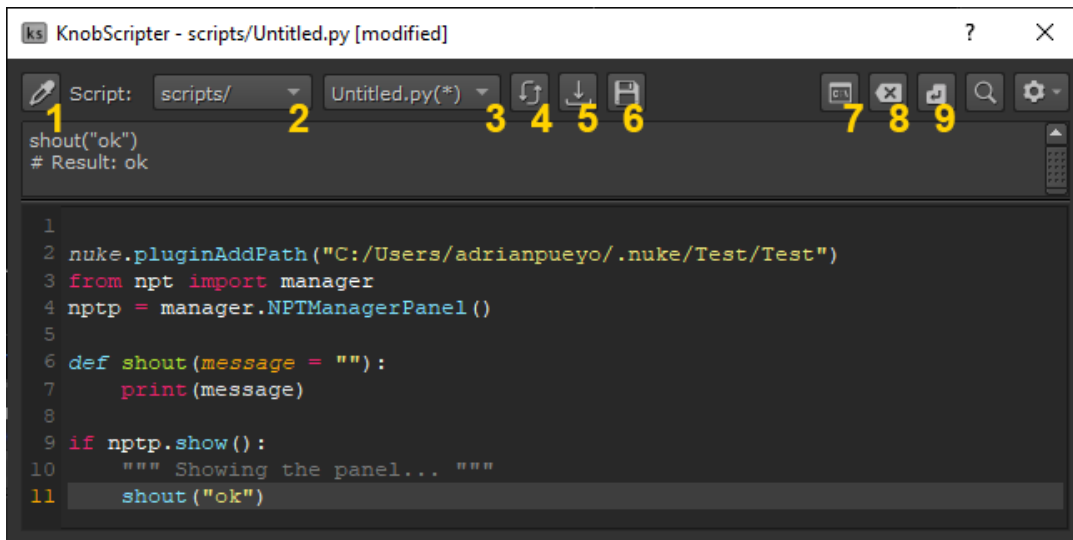 ks KnobScripter - scripts/Untitled.py [modified] ?
Script: scripts/ Untitled.py(*)
1 2 3 4 5 6 7 8 9
shout("ok")
# Result: ok
1
2 nuke.pluginAddPath("C:/Users/adrianpueyo/.nuke/Test/Test")
3 from npt import manager
4 nptp = manager.NPTManagerPanel()
5
6 def shout(message = ""):
7     print(message)
8
9 if nptp.show():
10     """ Showing the panel... """
11     shout("ok")